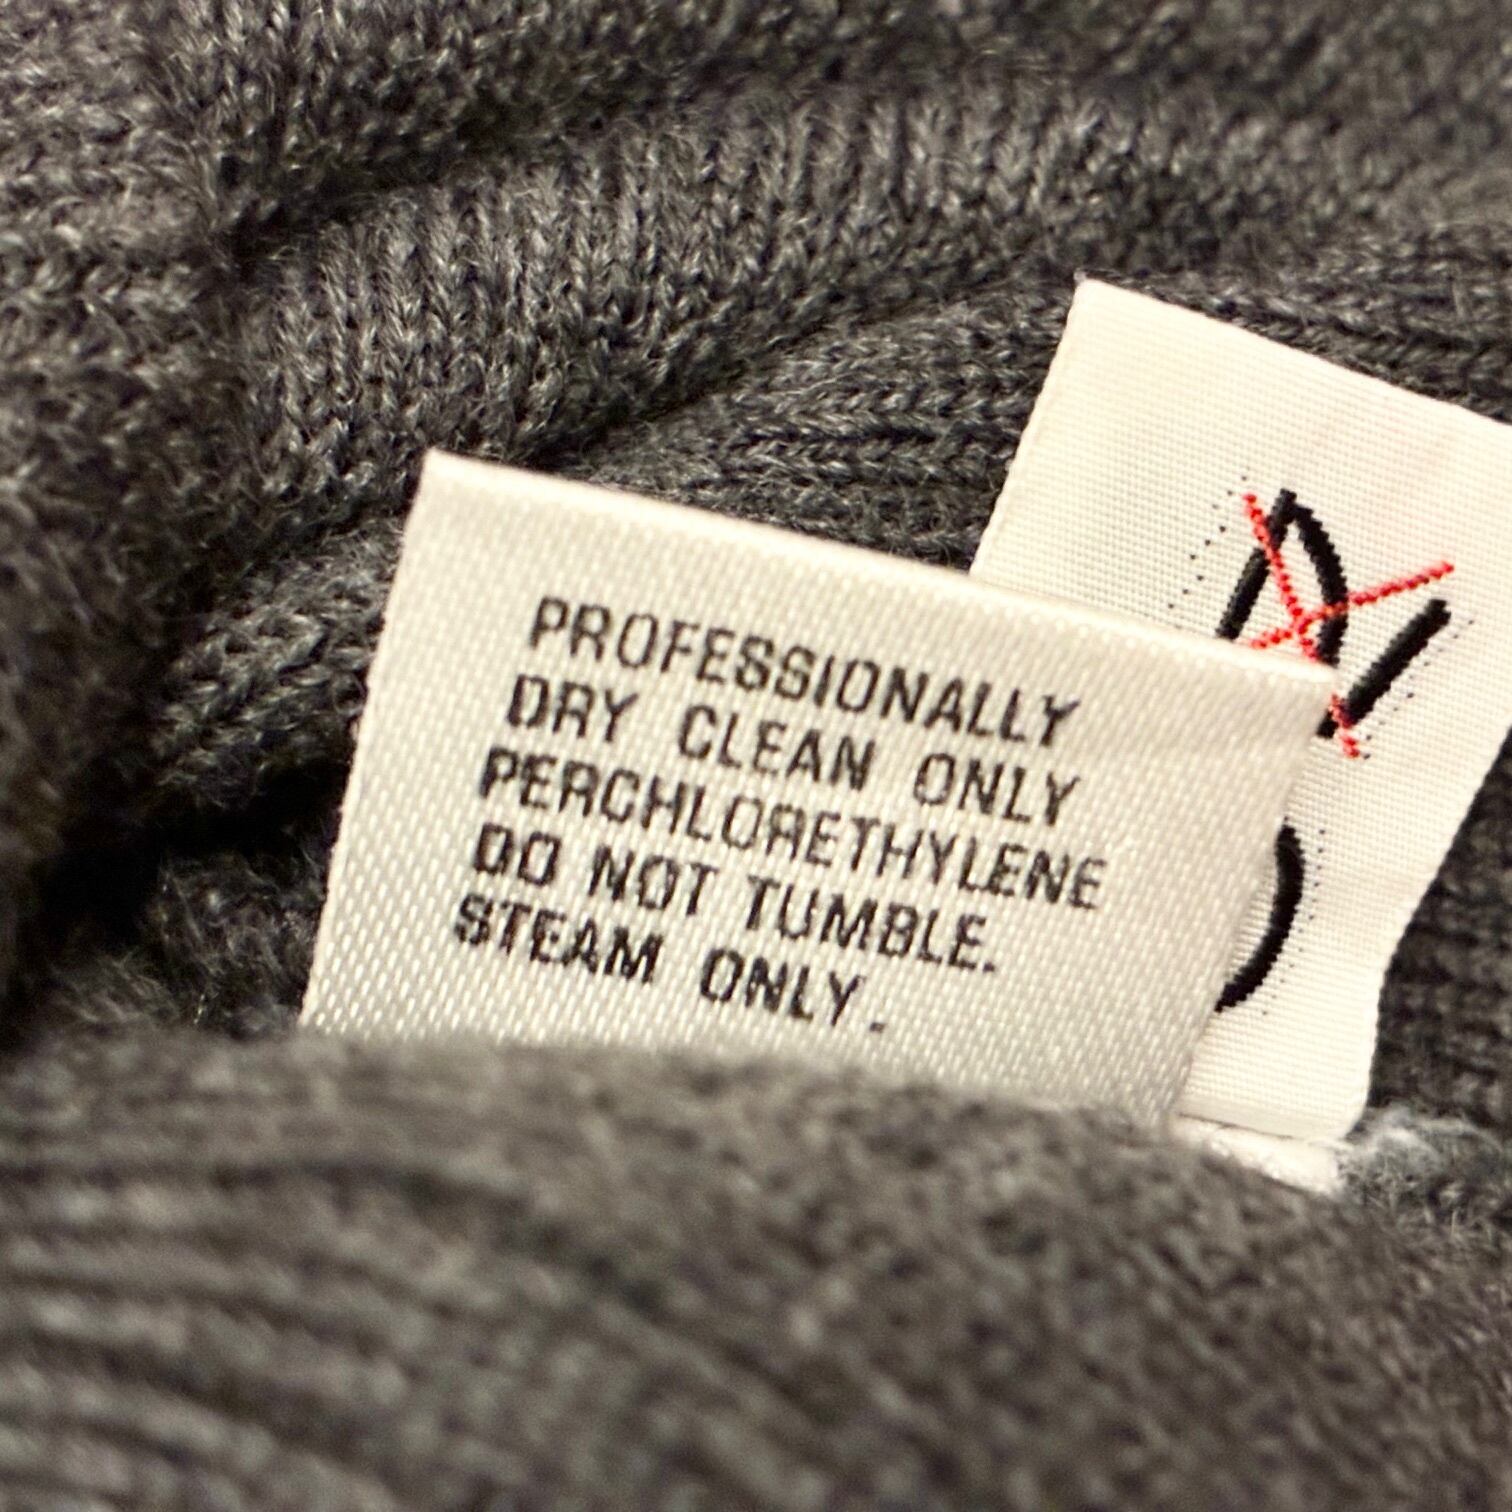 PROFESSIONALLY
DRY CLEAN ONLY
PERCHLORETHYLENE
DO NOT TUMBLE.
STEAM ONLY.